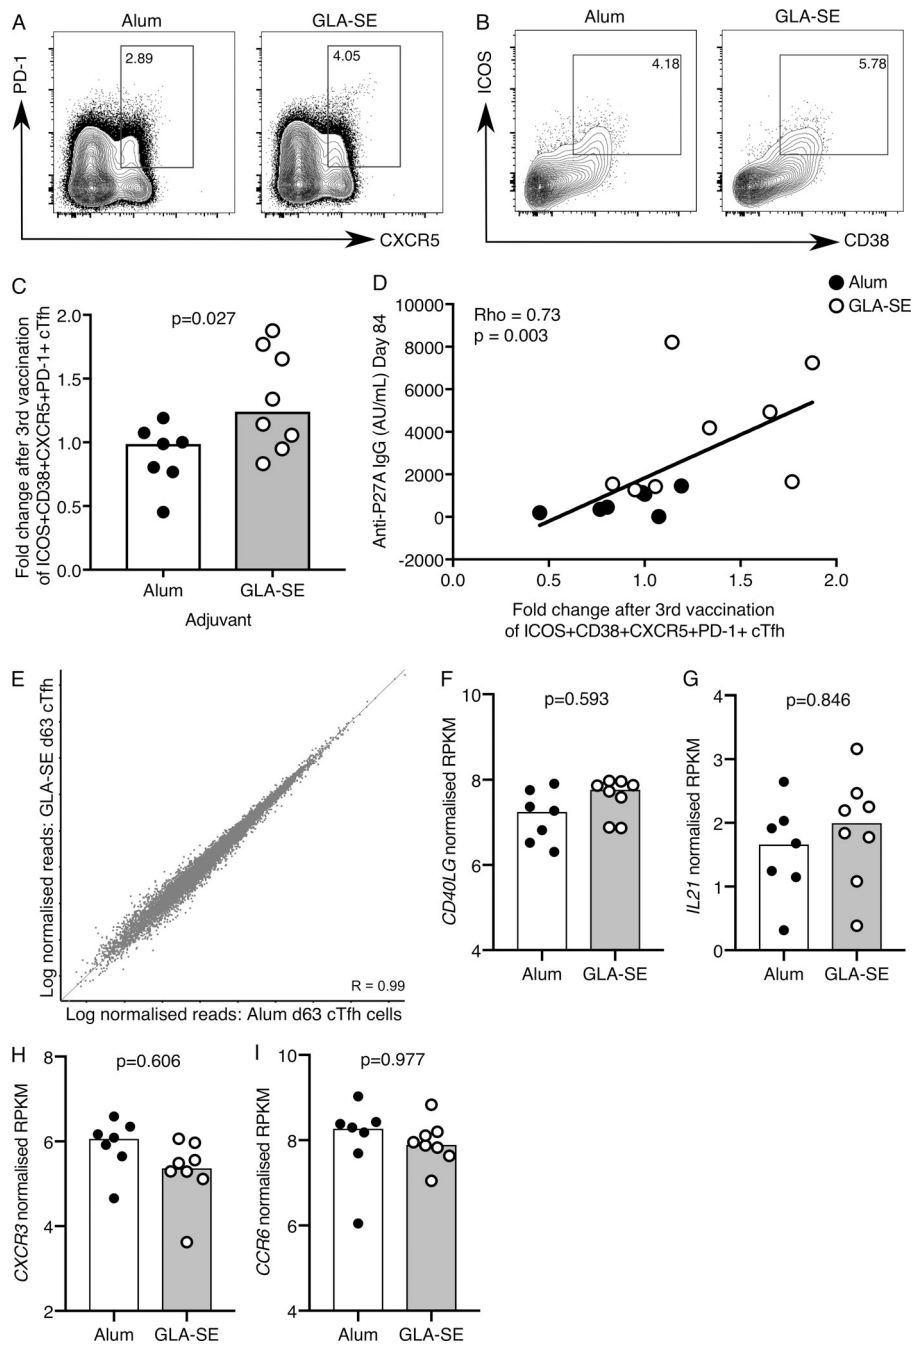 A
Alum
GLA-SE
PD-1
2.89
4.05
CXCR5
B
Alum
GLA-SE
ICOS
4.18
5.78
CD38
C
Fold change after 3rd vaccination
of ICOS+CD38+CXCR5+PD-1+ cTfh
p=0.027
2.0
1.5
1.0
0.5
0.0
Alum
GLA-SE
Adjuvant
D
Alum
GLA-SE
Anti-P27A IgG (AU/mL) Day 84
Rho = 0.73
p = 0.003
10000
8000
6000
4000
2000
0
-2000
0.0
0.5
1.0
1.5
2.0
Fold change after 3rd vaccination
of ICOS+CD38+CXCR5+PD-1+ cTfh
E
Log normalised reads: GLA-SE d63 cTfh
R = 0.99
Log normalised reads: Alum d63 cTfh cells
F
CD40LG normalised RPKM
p=0.593
10
8
6
4
Alum
GLA-SE
G
IL21 normalised RPKM
p=0.846
4
3
2
1
0
Alum
GLA-SE
H
CXCR3 normalised RPKM
p=0.606
8
6
4
2
Alum
GLA-SE
I
CCR6 normalised RPKM
p=0.977
10
8
6
4
Alum
GLA-SE